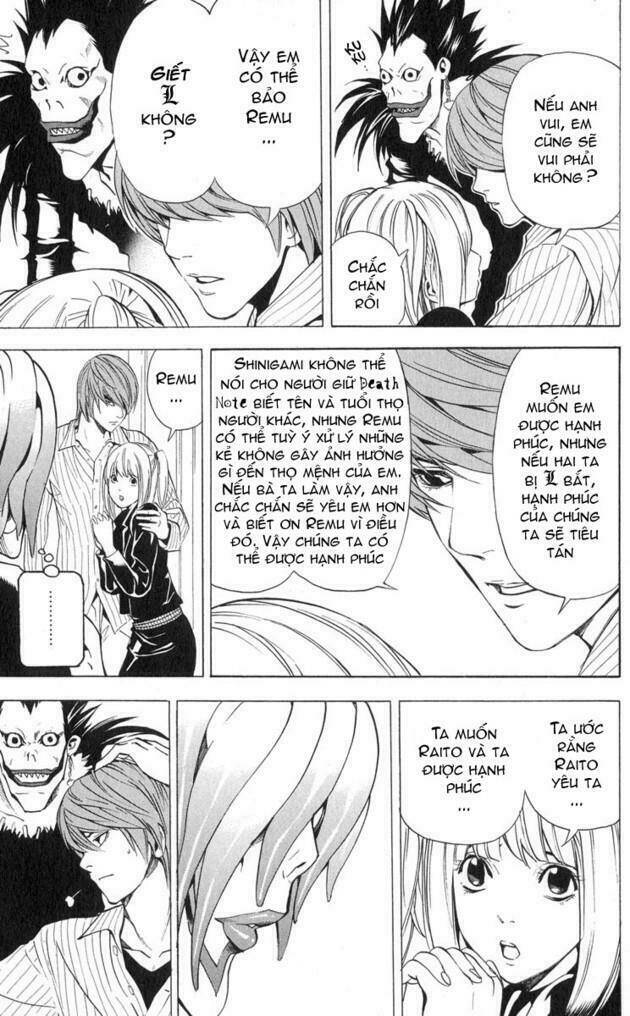 NẾU ANH
VUI, EM
CŨNG SẼ
VUI PHẢI
KHÔNG?
KU
KU..
CHẮC
CHẮN
RỒI
VẬY EM
CÓ THỂ
BẢO
REMU
...
GIẾT
L
KHÔNG
?
REMU
MUỐN EM
ĐƯỢC HẠNH
PHÚC, NHƯNG
NẾU HAI TA
BỊ L BẮT,
HẠNH PHÚC
CỦA CHÚNG
TA SẼ TIÊU
TÁN
SHINIGAMI KHÔNG THỂ
NÓI CHO NGƯỜI GIỮ Death
Note BIẾT TÊN VÀ TUỔI THỌ
NGƯỜI KHÁC, NHƯNG REMU
CÓ THỂ TUỲ Ý XỬ LÝ NHỮNG
KẺ KHÔNG GÂY ẢNH HƯỞNG
GÌ ĐẾN THỌ MỆNH CỦA EM.
NẾU BÀ TA LÀM VẬY, ANH
CHẮC CHẮN SẼ YÊU EM HƠN
VÀ BIẾT ƠN REMU VÌ ĐIỀU
ĐÓ. VẬY CHÚNG TA CÓ
THỂ ĐƯỢC HẠNH PHÚC
REMU
...
.........
TA ƯỚC
RẰNG
RAITO
YÊU TA
...
TA MUỐN
RAITO VÀ TA
ĐƯỢC HẠNH
PHÚC
...